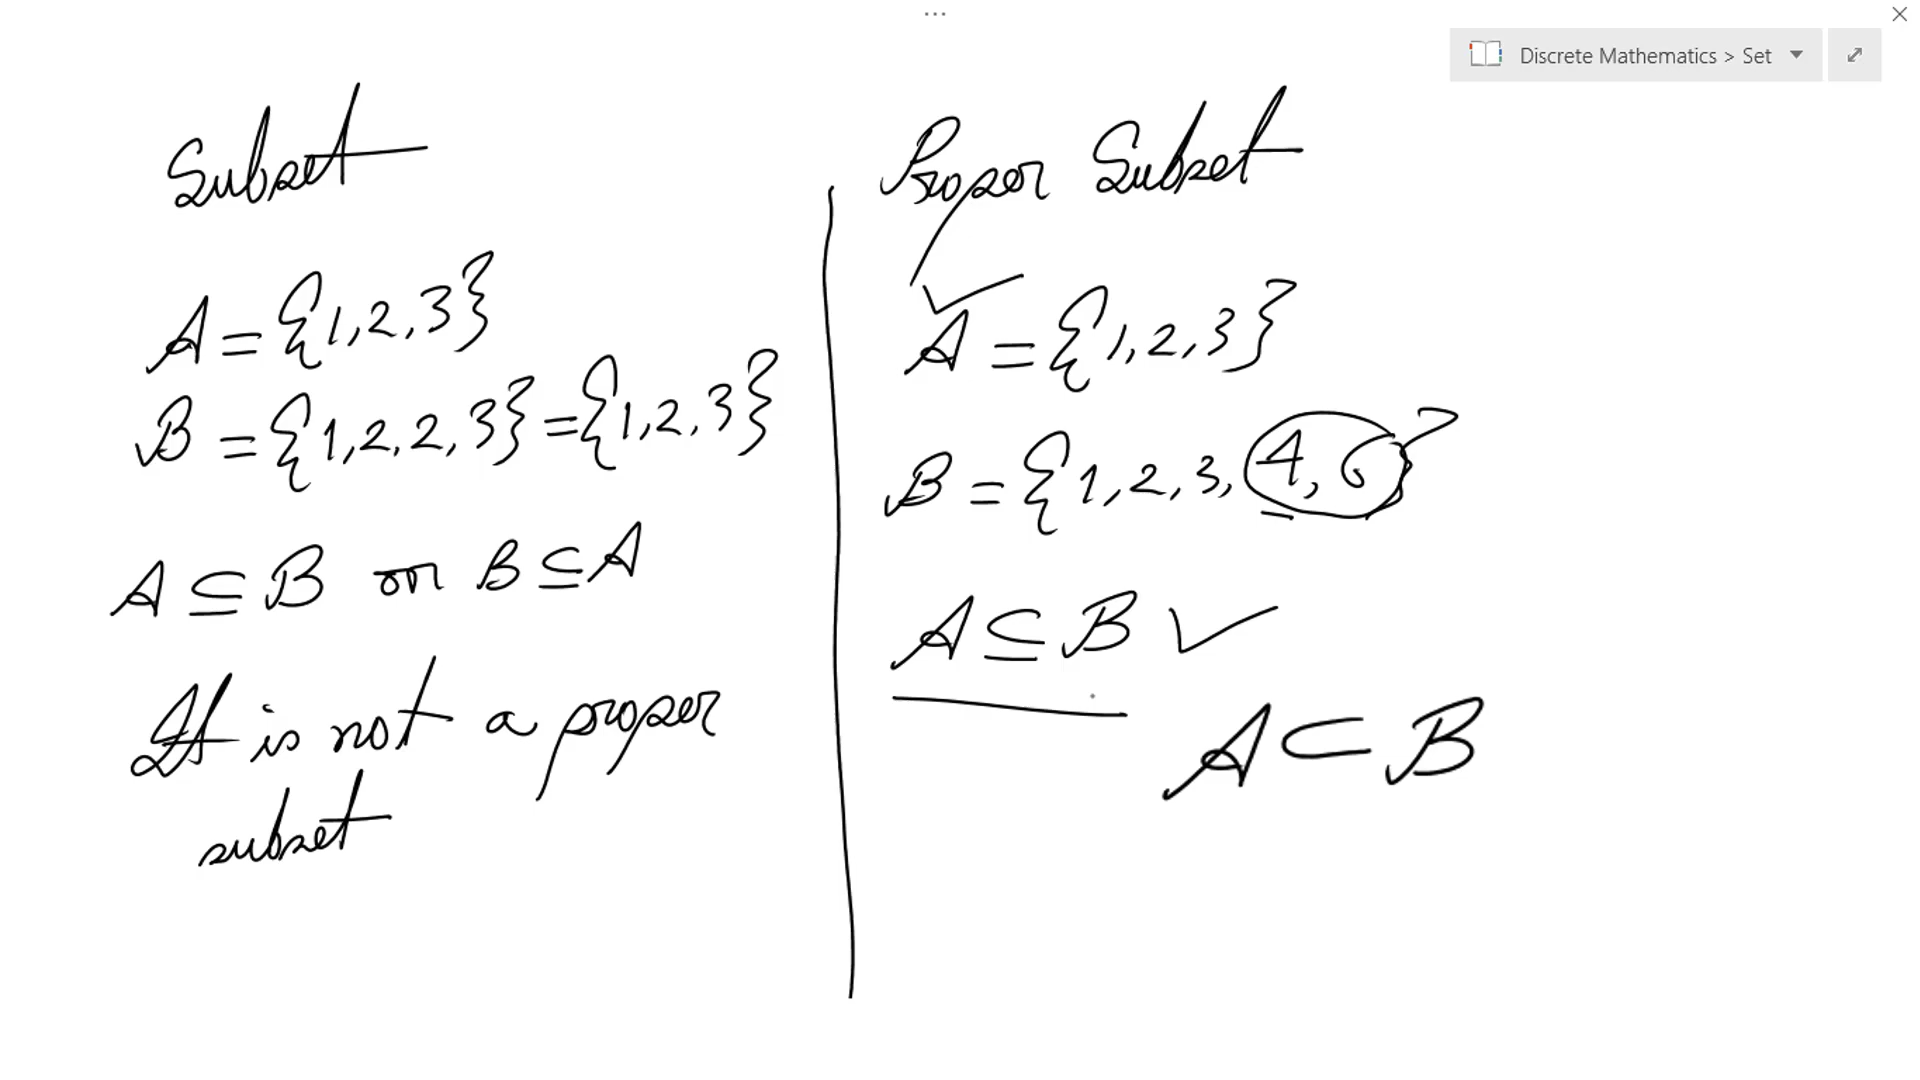 Discrete Mathematics > Set
Subset
A = {1,2,3}
B = {1,2,2,3} = {1,2,3}
A ⊆ B or B ⊆ A
It is not a proper
subset
Proper Subset
A = {1,2,3}
B = {1,2,3,4,6}
A ⊆ B ✓
A ⊂ B